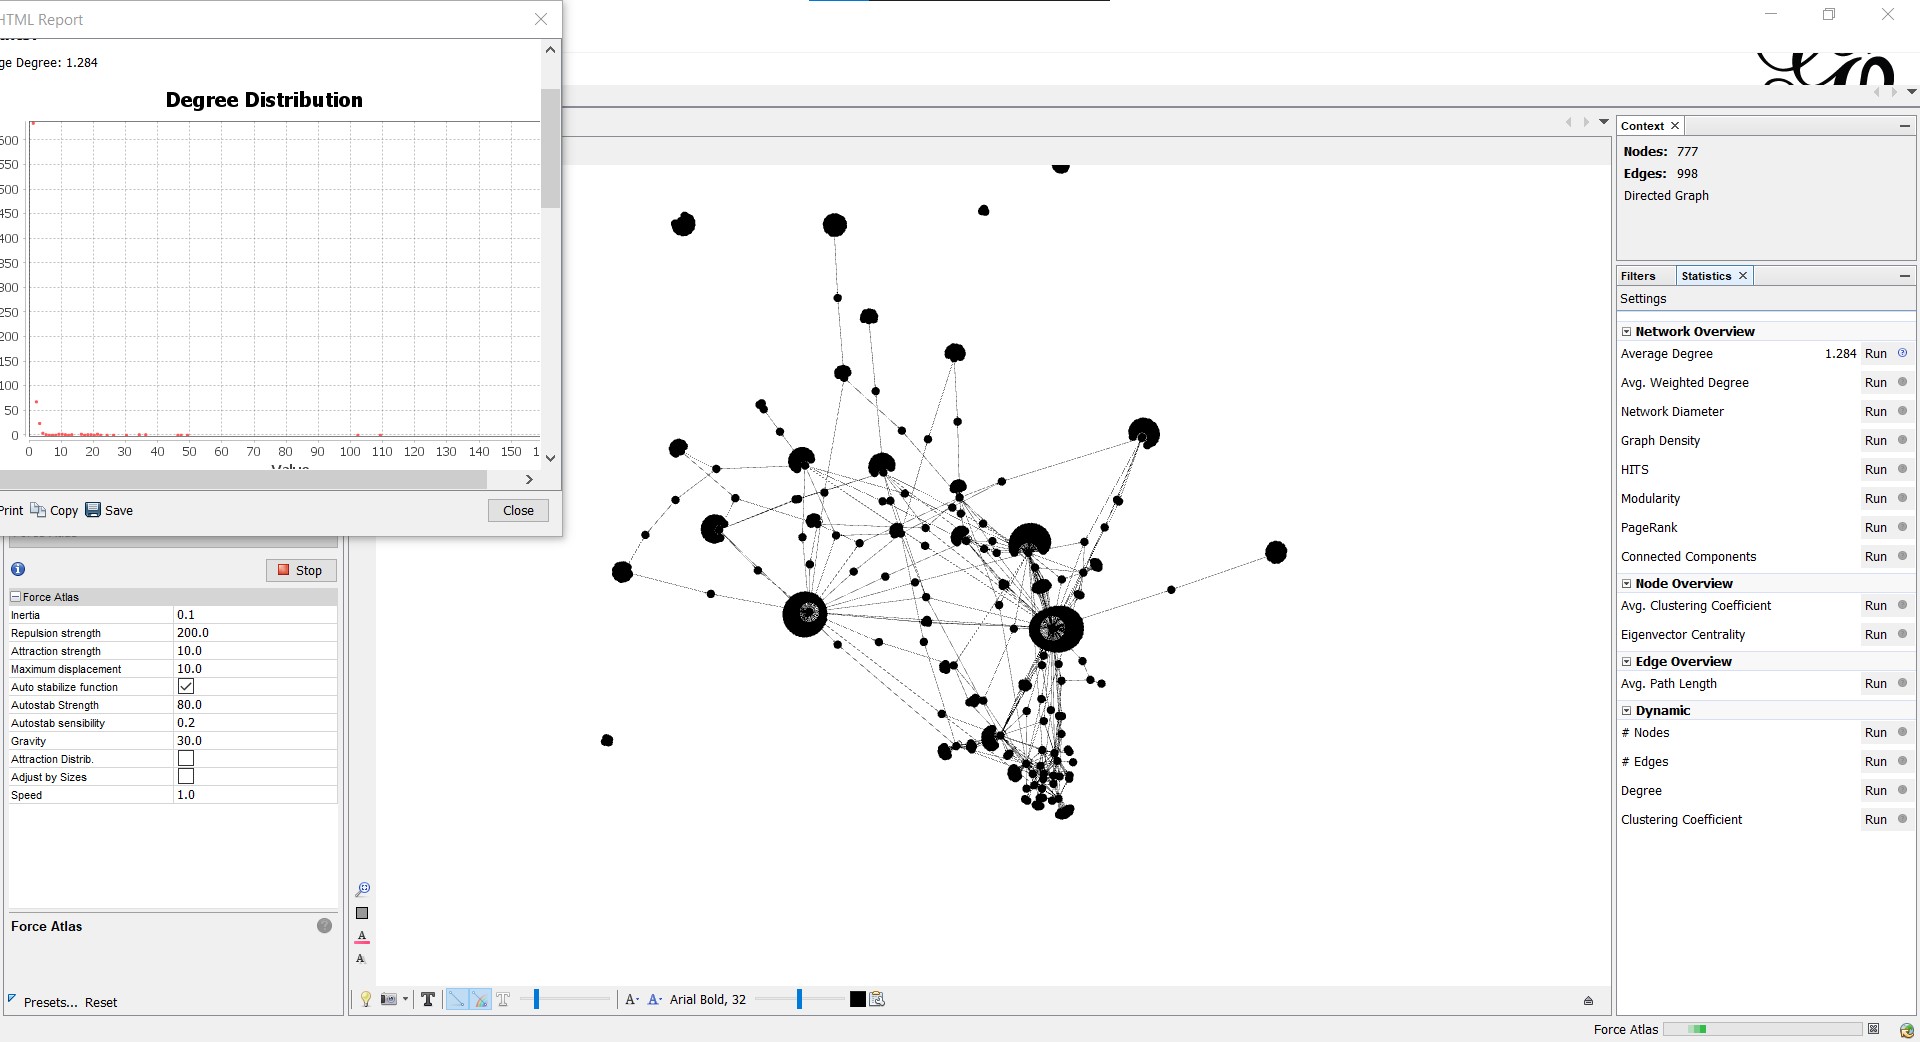 HTML Report
ge Degree: 1.284
Degree Distribution
600
550
500
450
400
350
300
250
200
150
100
50
0
0 10 20 30 40 50 60 70 80 90 100 110 120 130 140 150 1
Value
Print Copy Save Close
Stop
Force Atlas
Inertia 0.1
Repulsion strength 200.0
Attraction strength 10.0
Maximum displacement 10.0
Auto stabilize function
Autostab Strength 80.0
Autostab sensibility 0.2
Gravity 30.0
Attraction Distrib.
Adjust by Sizes
Speed 1.0
Force Atlas
Presets... Reset
T T A A Arial Bold, 32
Context
Nodes: 777
Edges: 998
Directed Graph
Filters Statistics
Settings
Network Overview
Average Degree 1.284 Run
Avg. Weighted Degree Run
Network Diameter Run
Graph Density Run
HITS Run
Modularity Run
PageRank Run
Connected Components Run
Node Overview
Avg. Clustering Coefficient Run
Eigenvector Centrality Run
Edge Overview
Avg. Path Length Run
Dynamic
# Nodes Run
# Edges Run
Degree Run
Clustering Coefficient Run
Force Atlas